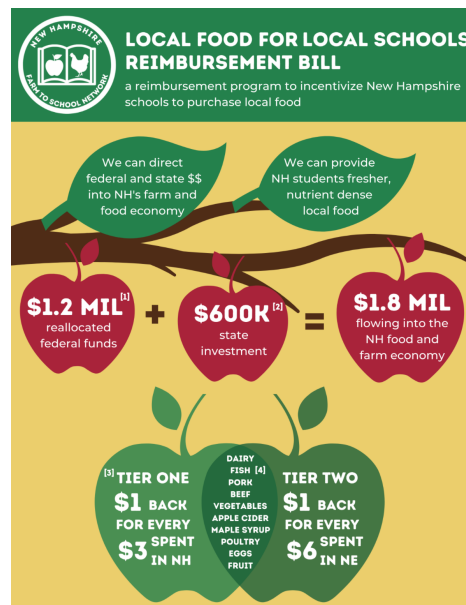 NEW HAMPSHIRE
FARM TO SCHOOL NETWORK
LOCAL FOOD FOR LOCAL SCHOOLS
REIMBURSEMENT BILL
a reimbursement program to incentivize New Hampshire
schools to purchase local food
We can direct
federal and state $$
into NH's farm and
food economy
We can provide
NH students fresher,
nutrient dense
local food
$1.2 MIL[1]
reallocated
federal funds
+
$600K[2]
state
investment
=
$1.8 MIL
flowing into the
NH food and
farm economy
[3] TIER ONE
$1 BACK
FOR EVERY
$3 SPENT
IN NH
DAIRY
FISH [4]
PORK
BEEF
VEGETABLES
APPLE CIDER
MAPLE SYRUP
POULTRY
EGGS
FRUIT
TIER TWO
$1 BACK
FOR EVERY
$6 SPENT
IN NE